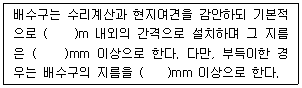 배수구는 수리계산과 현지여건을 감안하되 기본적
으로 (    )m 내외의 간격으로 설치하며 그 지름
은 (    )mm 이상으로 한다. 다만, 부득이한 경
우는 배수구의 지름을 (    )mm 이상으로 한다.